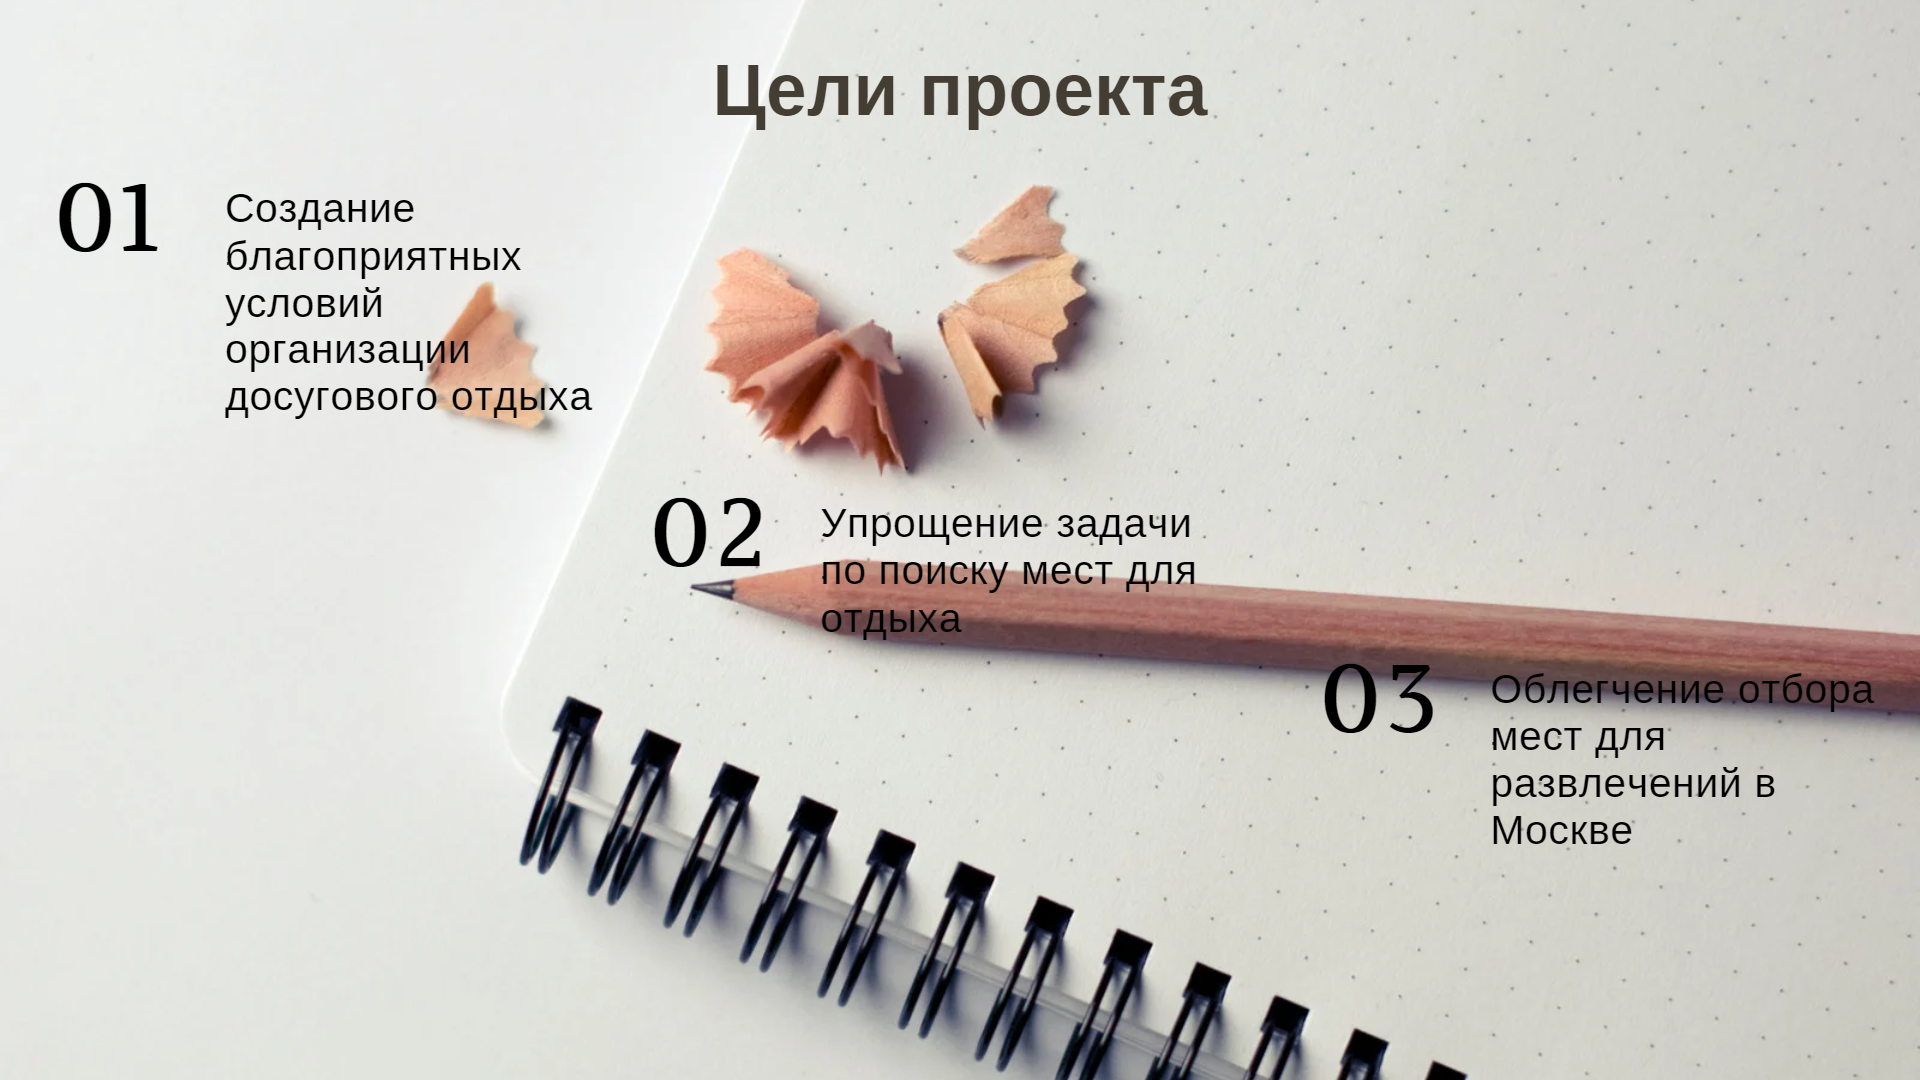 Цели проекта
01
Создание
благоприятных
условий
организации
досугового отдыха
02
Упрощение задачи
по поиску мест для
отдыха
03
Облегчение отбора
мест для
развлечений в
Москве